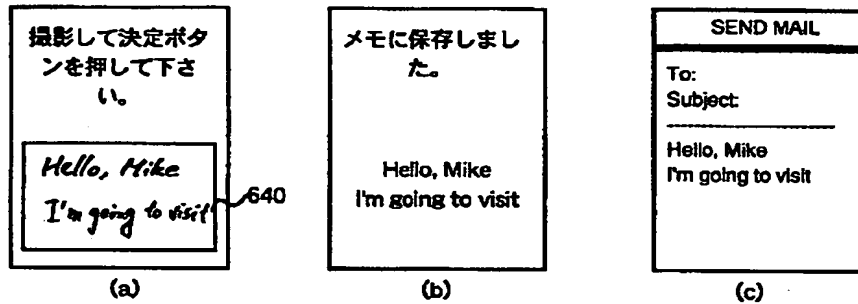 撮影して決定ボタ
ンを押して下さ
い。
Hello, Mike
I'm going to visit
640
(a)
メモに保存しまし
た。
Hello, Mike
I'm going to visit
(b)
SEND MAIL
To:
Subject:
Hello, Mike
I'm going to visit
(c)